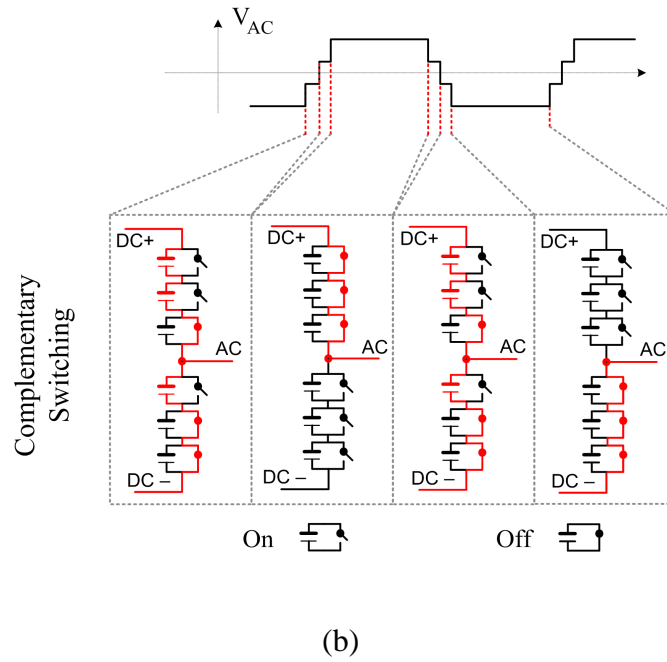 V_AC
DC+
DC+
DC+
DC+
AC
AC
AC
AC
DC –
DC –
DC –
DC –
Complementary
Switching
On
Off
(b)